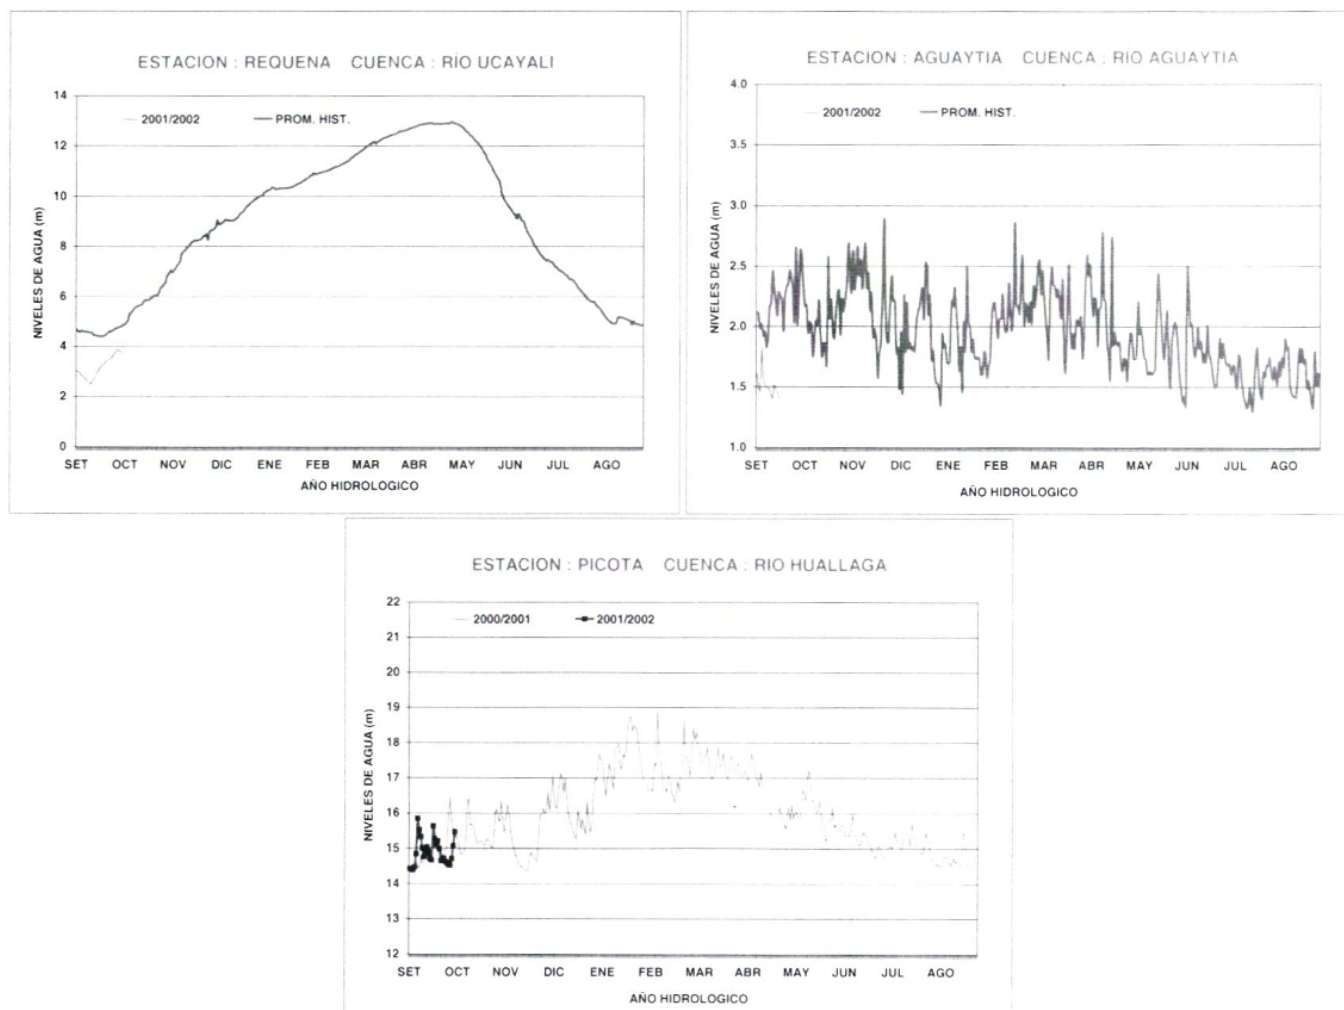 ESTACION : REQUENA CUENCA : RÍO UCAYALI
14
2001/2002 PROM. HIST.
12
10
8
6
4
2
0
NIVELES DE AGUA (m)
SET OCT NOV DIC ENE FEB MAR ABR MAY JUN JUL AGO
AÑO HIDROLOGICO
ESTACION : AGUAYTIA CUENCA : RIO AGUAYTIA
4.0
2001/2002 PROM. HIST.
3.5
3.0
2.5
2.0
1.5
1.0
NIVELES DE AGUA (m)
SET OCT NOV DIC ENE FEB MAR ABR MAY JUN JUL AGO
AÑO HIDROLOGICO
ESTACION : PICOTA CUENCA : RIO HUALLAGA
22
2000/2001 2001/2002
21
20
19
18
17
16
15
14
13
12
NIVELES DE AGUA (m)
SET OCT NOV DIC ENE FEB MAR ABR MAY JUN JUL AGO
AÑO HIDROLOGICO